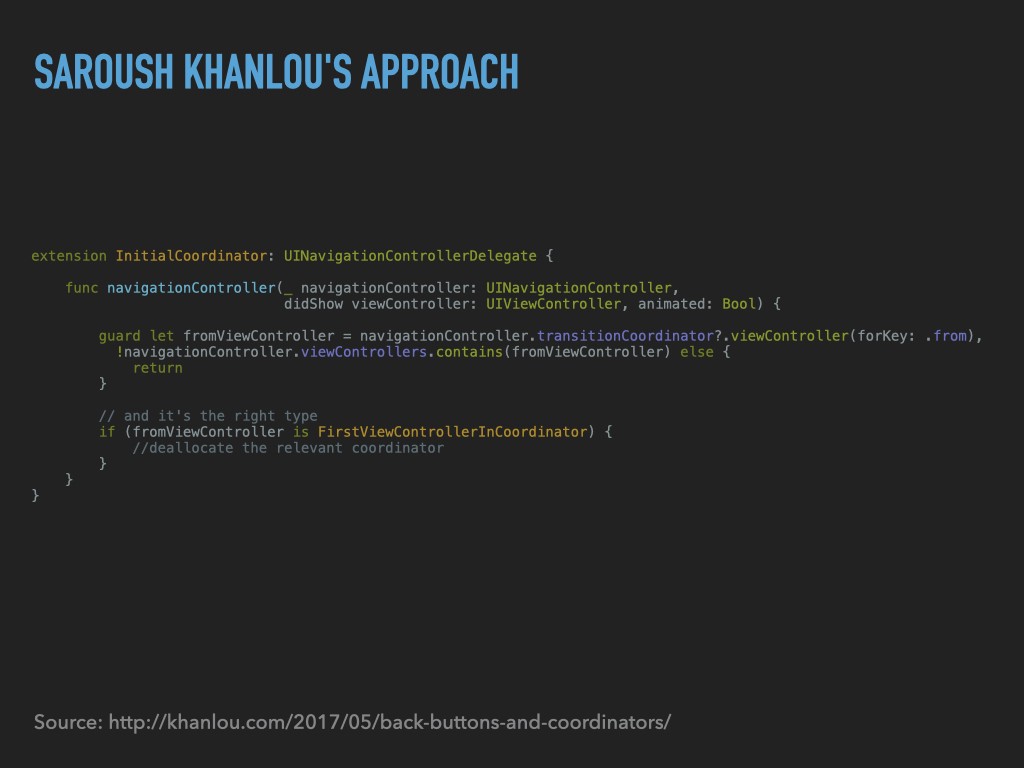 SAROUSH KHANLOU'S APPROACH
extension InitialCoordinator: UINavigationControllerDelegate {
    func navigationController(_ navigationController: UINavigationController,
                              didShow viewController: UIViewController, animated: Bool) {
        guard let fromViewController = navigationController.transitionCoordinator?.viewController(forKey: .from),
          !navigationController.viewControllers.contains(fromViewController) else {
            return
        }
        // and it's the right type
        if (fromViewController is FirstViewControllerInCoordinator) {
            //deallocate the relevant coordinator
        }
    }
}
Source: http://khanlou.com/2017/05/back-buttons-and-coordinators/